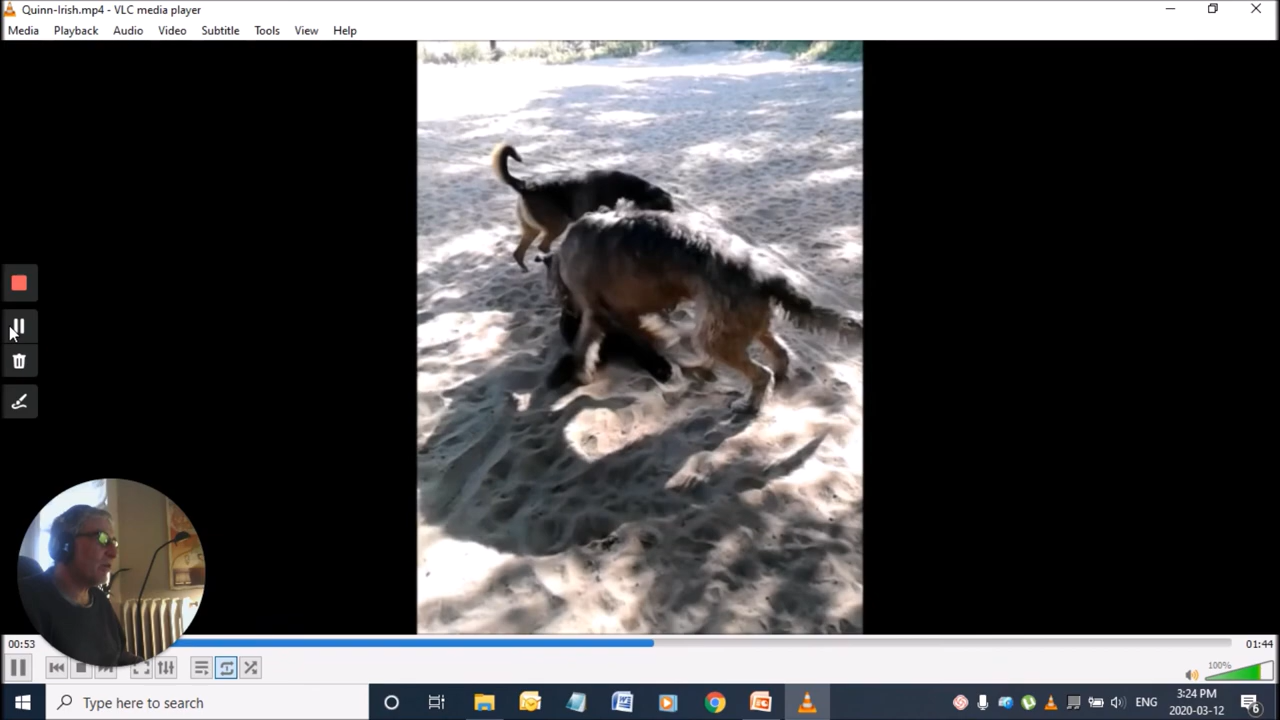 Quinn-Irish.mp4 - VLC media player
Media Playback Audio Video Subtitle Tools View Help
00:53
01:44
100%
Type here to search
ENG
3:24 PM
2020-03-12
6